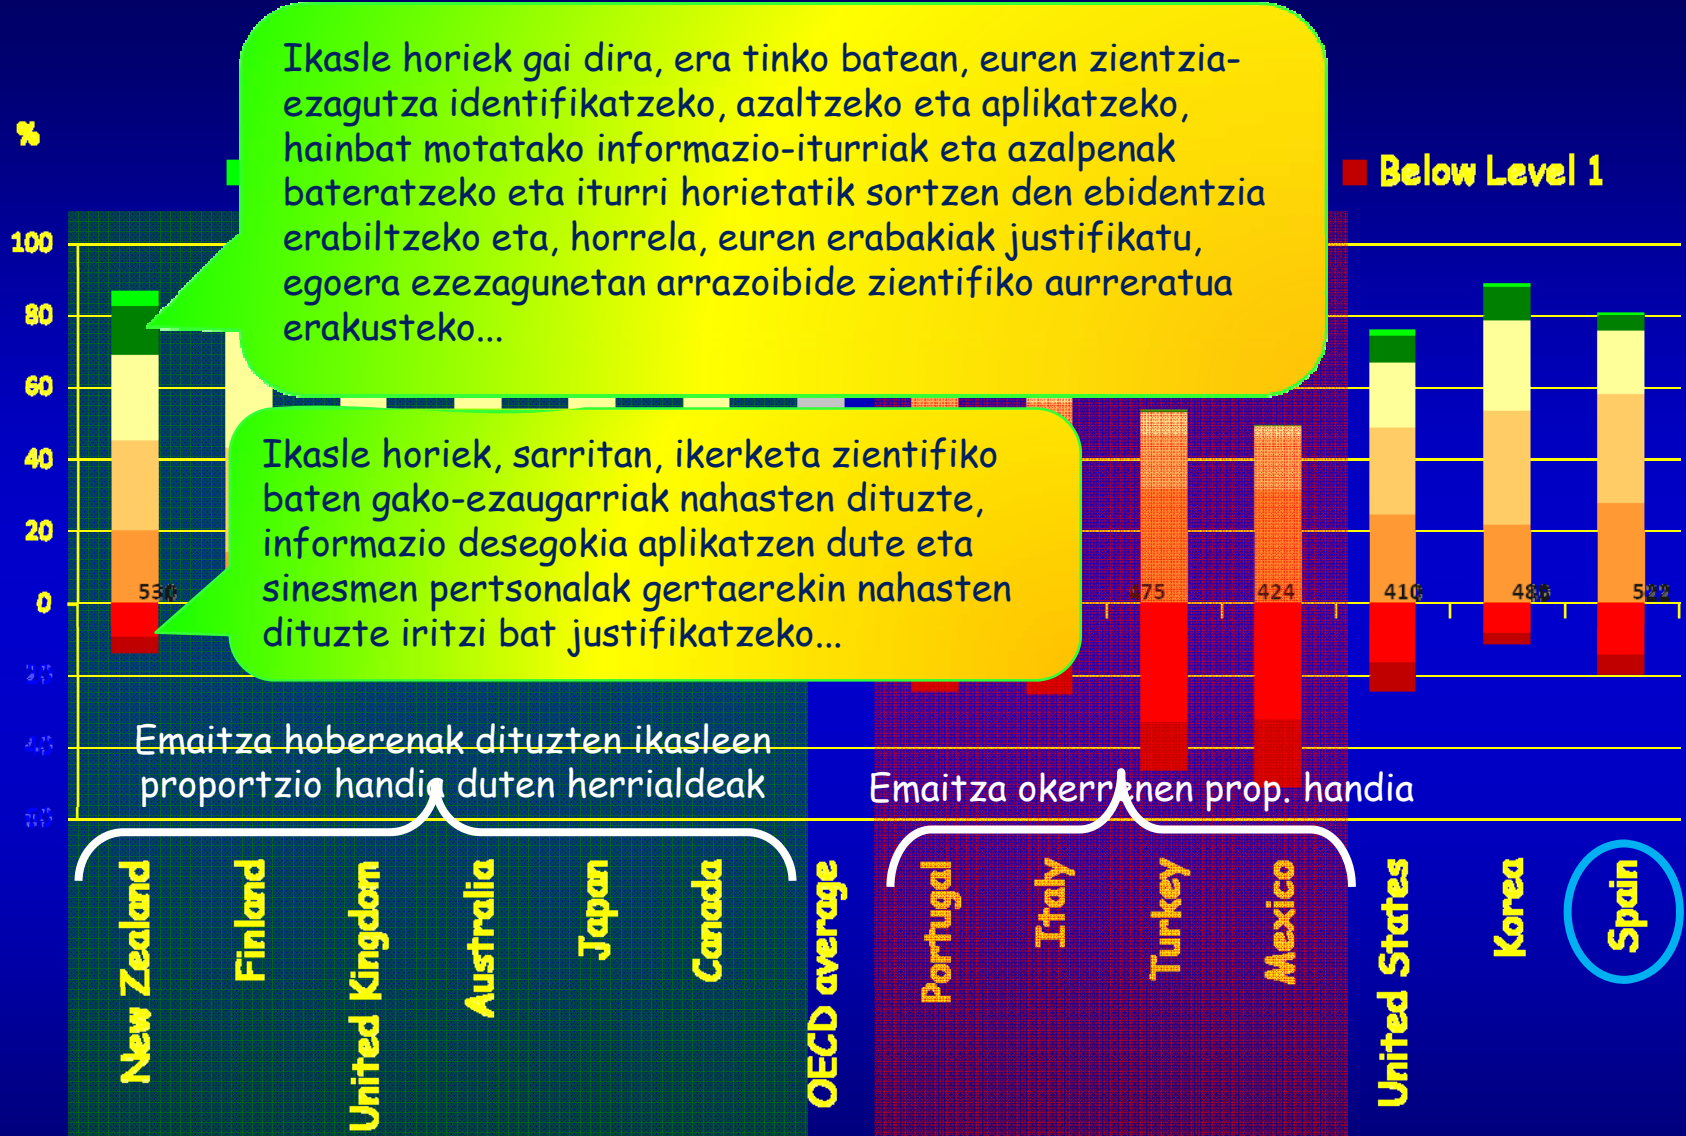 Ikasle horiek gai dira, era tinko batean, euren zientzia-
ezagutza identifikatzeko, azaltzeko eta aplikatzeko,
hainbat motatako informazio-iturriak eta azalpenak
bateratzeko eta iturri horietatik sortzen den ebidentzia
erabiltzeko eta, horrela, euren erabakiak justifikatu,
egoera ezezagunetan arrazoibide zientifiko aurreratua
erakusteko...
%
Below Level 1
100
80
60
40
20
0
Ikasle horiek, sarritan, ikerketa zientifiko
baten gako-ezaugarriak nahasten dituzte,
informazio desegokia aplikatzen dute eta
sinesmen pertsonalak gertaerekin nahasten
dituzte iritzi bat justifikatzeko...
424
Emaitza hoberenak dituzten ikasleen
proportzio handia duten herrialdeak
Emaitza okerrenen prop. handia
New Zealand
Finland
United Kingdom
Australia
Japan
Canada
OECD average
Portugal
Italy
Turkey
Mexico
United States
Korea
Spain